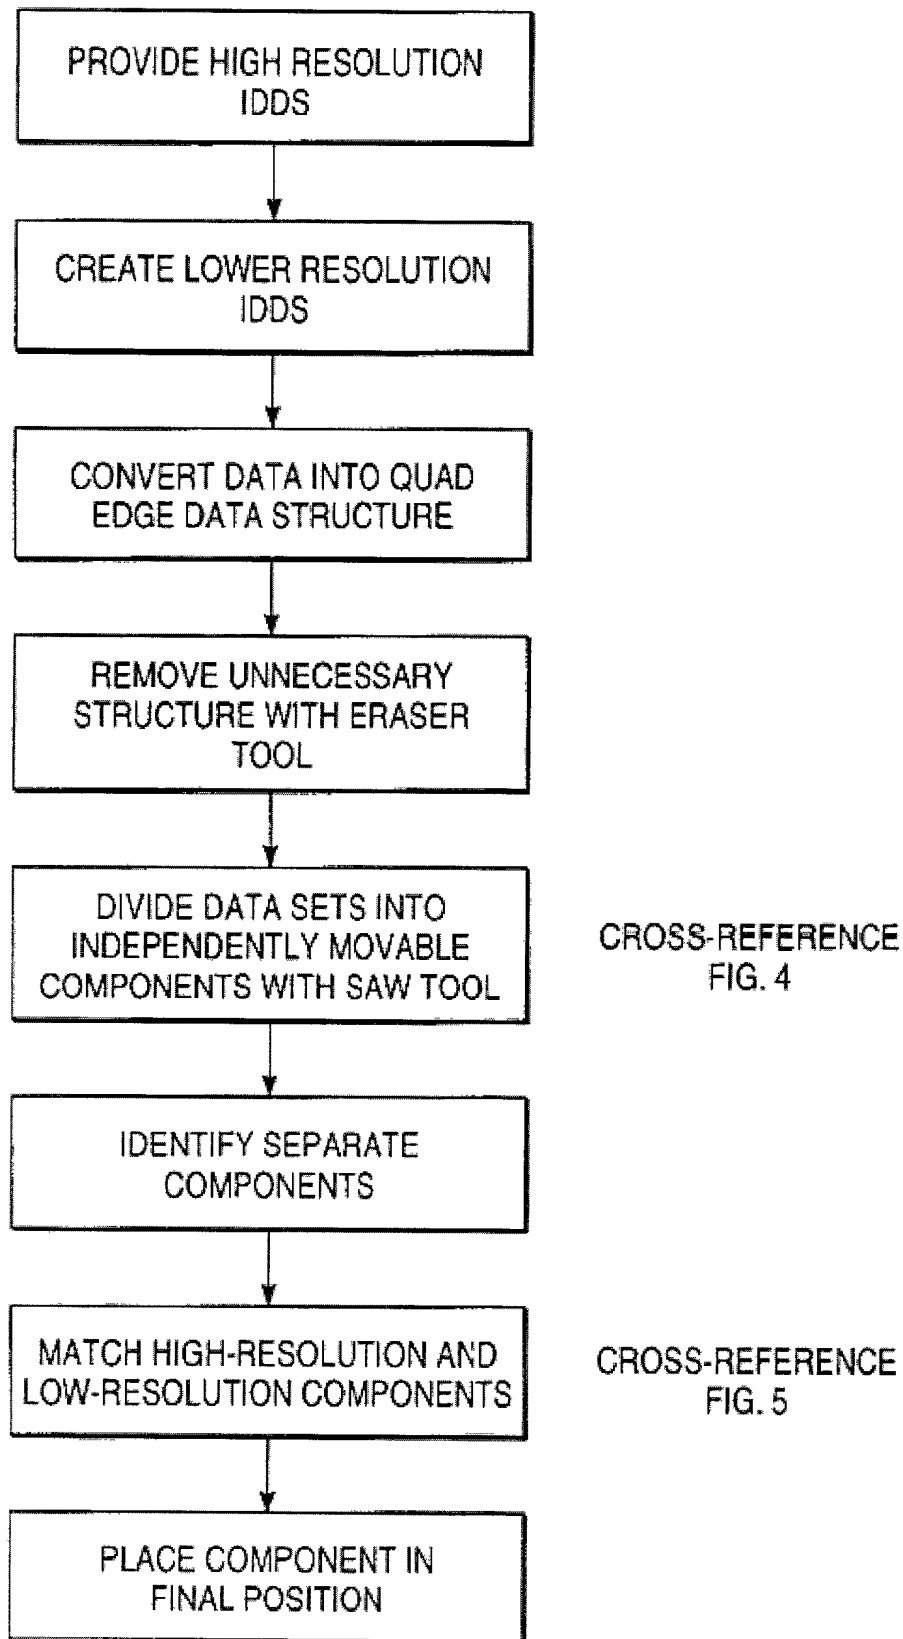 PROVIDE HIGH RESOLUTION
IDDS
CREATE LOWER RESOLUTION
IDDS
CONVERT DATA INTO QUAD
EDGE DATA STRUCTURE
REMOVE UNNECESSARY
STRUCTURE WITH ERASER
TOOL
DIVIDE DATA SETS INTO
INDEPENDENTLY MOVABLE
COMPONENTS WITH SAW TOOL
CROSS-REFERENCE
FIG. 4
IDENTIFY SEPARATE
COMPONENTS
MATCH HIGH-RESOLUTION AND
LOW-RESOLUTION COMPONENTS
CROSS-REFERENCE
FIG. 5
PLACE COMPONENT IN
FINAL POSITION